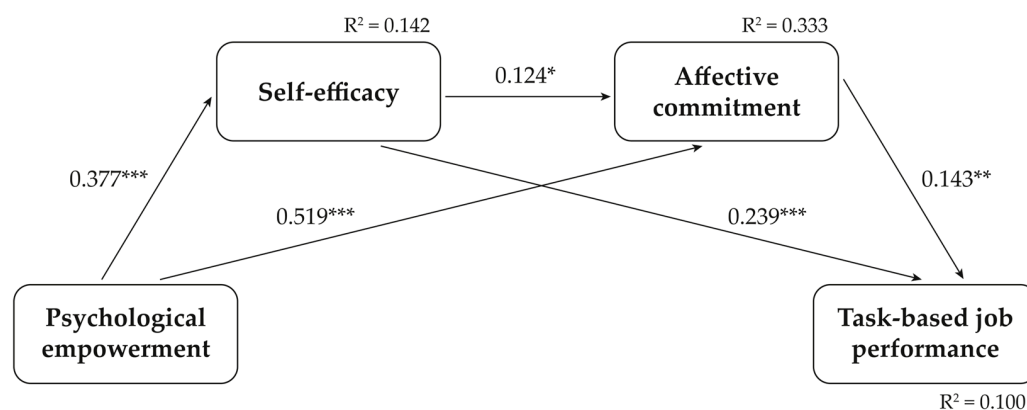 R² = 0.142
R² = 0.333
Self-efficacy
0.124*
Affective
commitment
0.377***
0.519***
0.239***
0.143**
Psychological
empowerment
Task-based job
performance
R² = 0.100